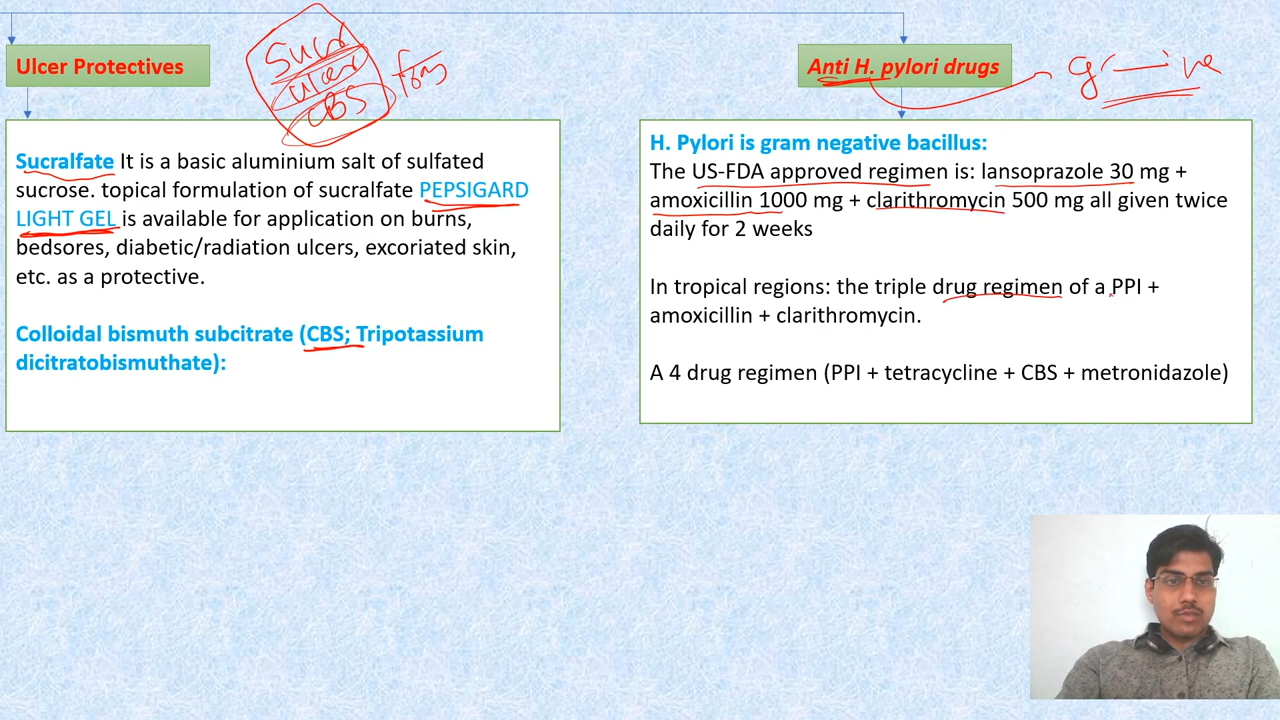 Ulcer Protectives
Sucr
ulcer
CBS
Anti H. pylori drugs
Sucralfate It is a basic aluminium salt of sulfated
sucrose. topical formulation of sucralfate PEPSIGARD
LIGHT GEL is available for application on burns,
bedsores, diabetic/radiation ulcers, excoriated skin,
etc. as a protective.
Colloidal bismuth subcitrate (CBS; Tripotassium
dicitratobismuthate):
H. Pylori is gram negative bacillus:
The US-FDA approved regimen is: lansoprazole 30 mg +
amoxicillin 1000 mg + clarithromycin 500 mg all given twice
daily for 2 weeks
In tropical regions: the triple drug regimen of a PPI +
amoxicillin + clarithromycin.
A 4 drug regimen (PPI + tetracycline + CBS + metronidazole)